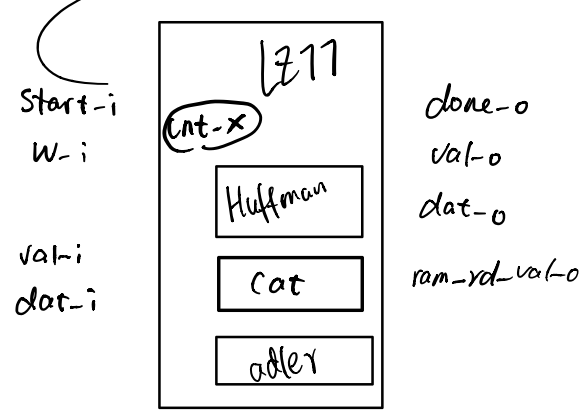 LZ77
Start-i
cnt-x
done-o
W-i
val-o
Huffman
dat-o
val-i
cat
ram-rd-val-o
dat-i
adler